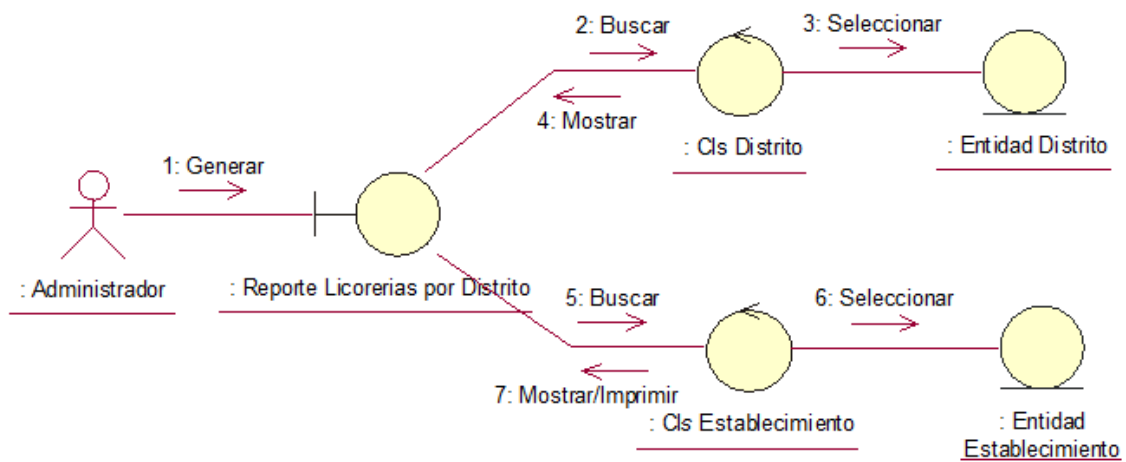 2: Buscar
3: Seleccionar
4: Mostrar
: Cls Distrito
: Entidad Distrito
1: Generar
: Administrador
: Reporte Licorerias por Distrito
5: Buscar
6: Seleccionar
7: Mostrar/Imprimir
: Cls Establecimiento
: Entidad
Establecimiento